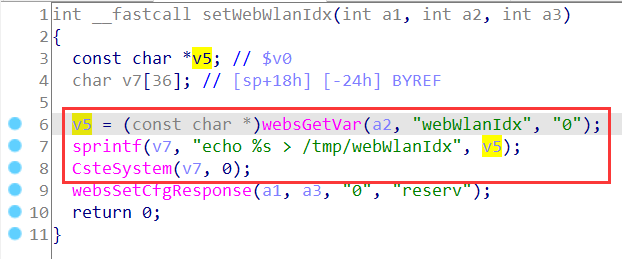 1 int __fastcall setWebWlanIdx(int a1, int a2, int a3)
2 {
3 const char *v5; // $v0
4 char v7[36]; // [sp+18h] [-24h] BYREF
5
6 v5 = (const char *)websGetVar(a2, "webWlanIdx", "0");
7 sprintf(v7, "echo %s > /tmp/webWlanIdx", v5);
8 CsteSystem(v7, 0);
9 websSetCfgResponse(a1, a3, "0", "reserv");
10 return 0;
11 }